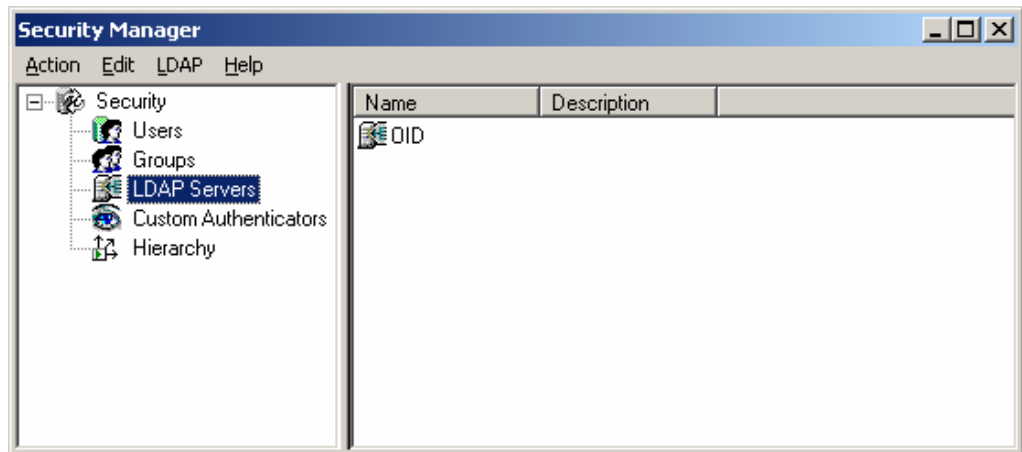 Security Manager
Action Edit LDAP Help
Security
Users
Groups
LDAP Servers
Custom Authenticators
Hierarchy
Name Description
OID